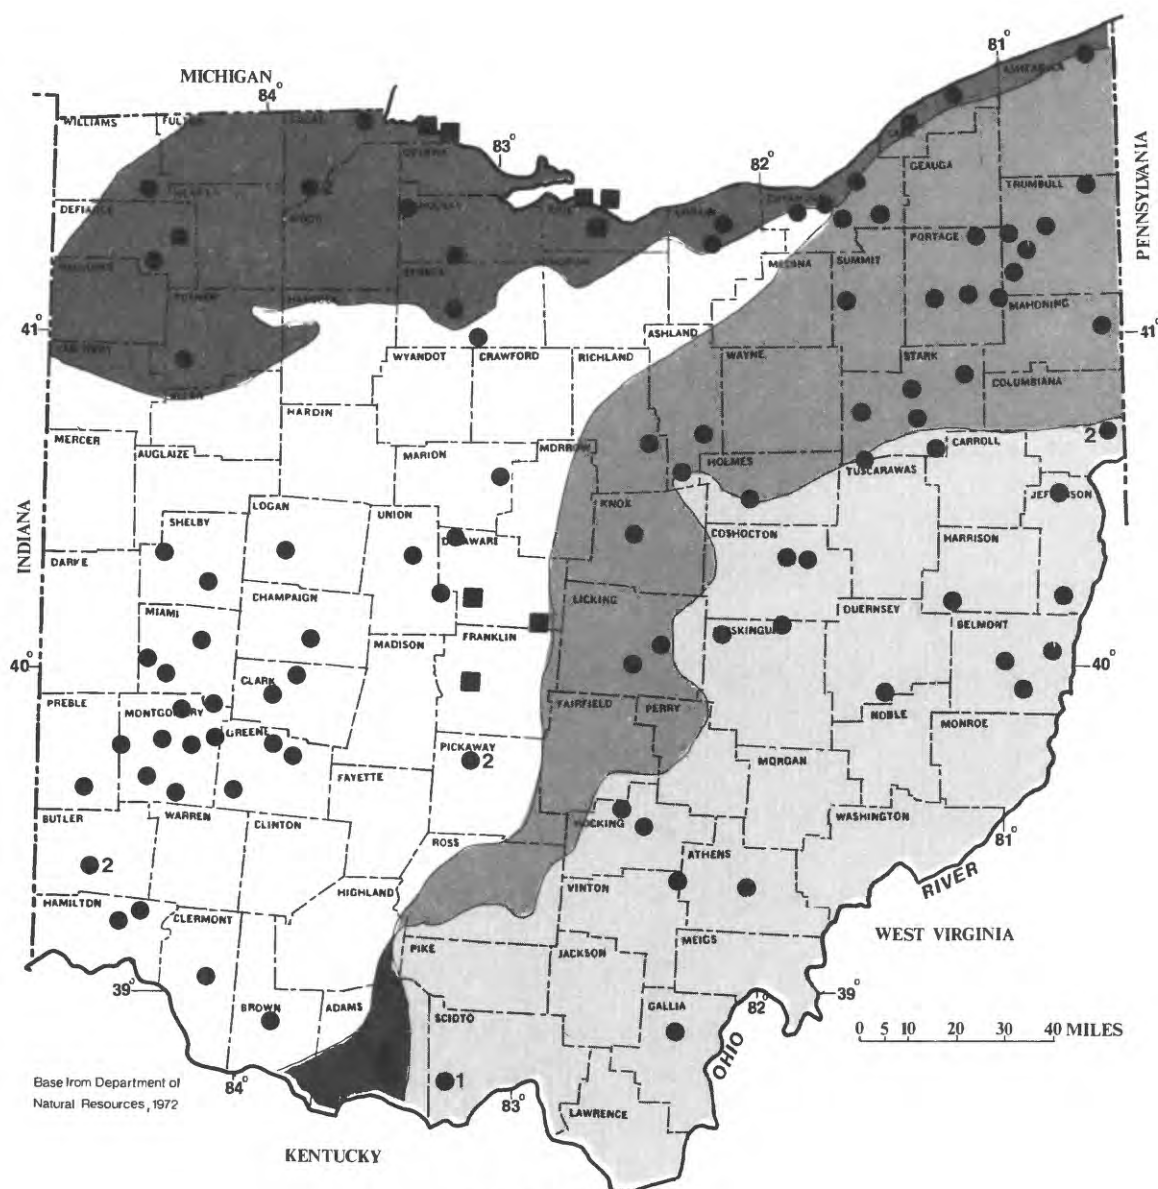 81°
ASHTABULA
MICHIGAN
84°
WILLIAMS
FULTON
83°
82°
GEAUGA
PENNSYLVANIA
TRUMBULL
DEFIANCE
WOOD
PORTAGE
SUMMIT
MEDINA
MAHONING
41°
41°
ASHLAND
WYANDOT
CRAWFORD
RICHLAND
WAYNE
STARK
COLUMBIANA
HARDIN
MERCER
AUGLAIZE
MARION
MORROW
HOLMES
CARROLL
2
TUSCARAWAS
LOGAN
KNOX
JEFFERSON
INDIANA
SHELBY
UNION
DELAWARE
COSHOCTON
HARRISON
DARKE
CHAMPAIGN
LICKING
MIAMI
GUERNSEY
MADISON
FRANKLIN
MUSKINGUM
BELMONT
40°
40°
CLARK
PREBLE
MONTGOMERY
FAIRFIELD
PERRY
NOBLE
MONROE
GREENE
PICKAWAY
2
MORGAN
FAYETTE
BUTLER
WARREN
CLINTON
HOCKING
WASHINGTON
81°
2
ROSS
ATHENS
HIGHLAND
VINTON
RIVER
HAMILTON
CLERMONT
WEST VIRGINIA
PIKE
JACKSON
MEIGS
39°
82°
39°
BROWN
ADAMS
SCIOTO
GALLIA
0 5 10 20 30 40 MILES
OHIO
Base from Department of
Natural Resources, 1972
84°
1
83°
LAWRENCE
KENTUCKY